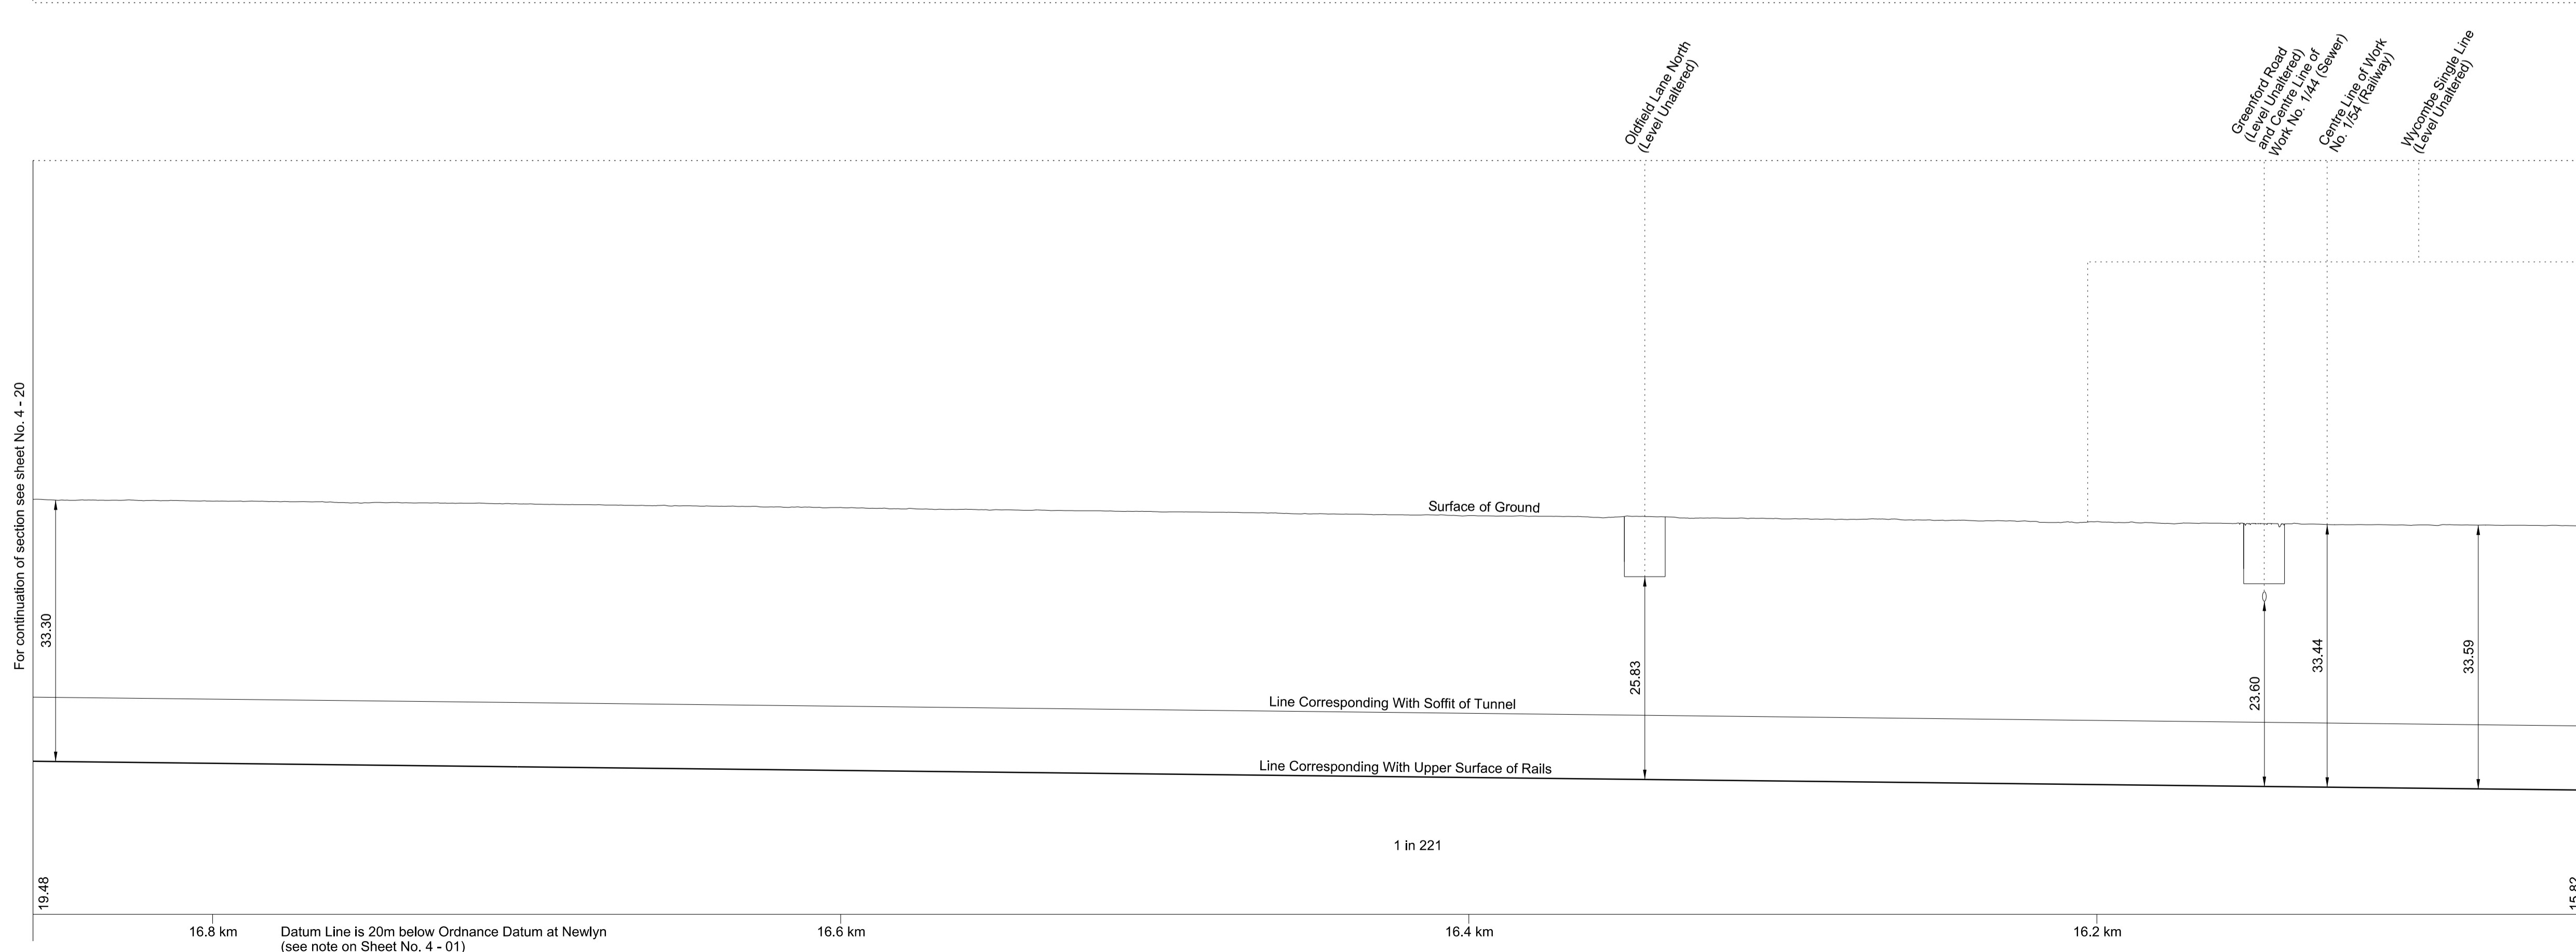 Oldfield Lane North
(Level Unaltered)
Greenford Road
(Level Unaltered)
and Centre Line of
Work No. 1/44 (Sewer)
Centre Line of Work
No. 1/54 (Railway)
Wycombe Single Line
(Level Unaltered)
For continuation of section see sheet No. 4 - 20
Surface of Ground
33.30
25.83
23.60
33.44
33.59
Line Corresponding With Soffit of Tunnel
Line Corresponding With Upper Surface of Rails
1 in 221
19.48
15.82
16.8 km
Datum Line is 20m below Ordnance Datum at Newlyn
(see note on Sheet No. 4 - 01)
16.6 km
16.4 km
16.2 km